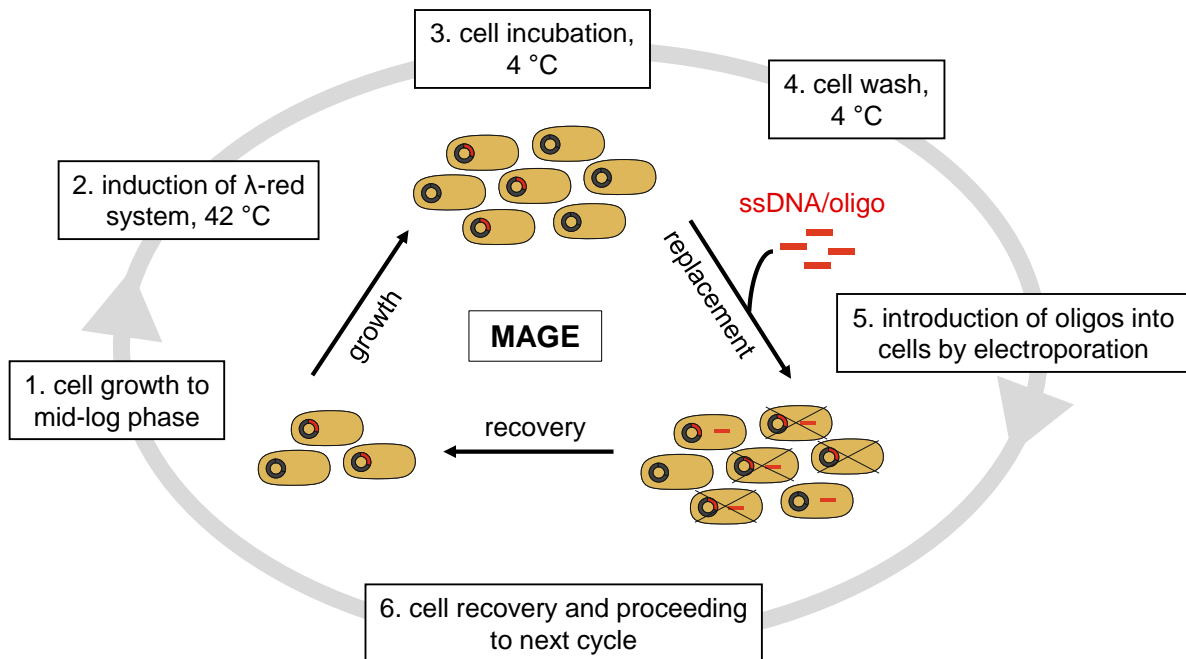 3. cell incubation,
4 °C
4. cell wash,
4 °C
2. induction of λ-red
system, 42 °C
ssDNA/oligo
replacement
growth
MAGE
5. introduction of oligos into
cells by electroporation
1. cell growth to
mid-log phase
recovery
6. cell recovery and proceeding
to next cycle